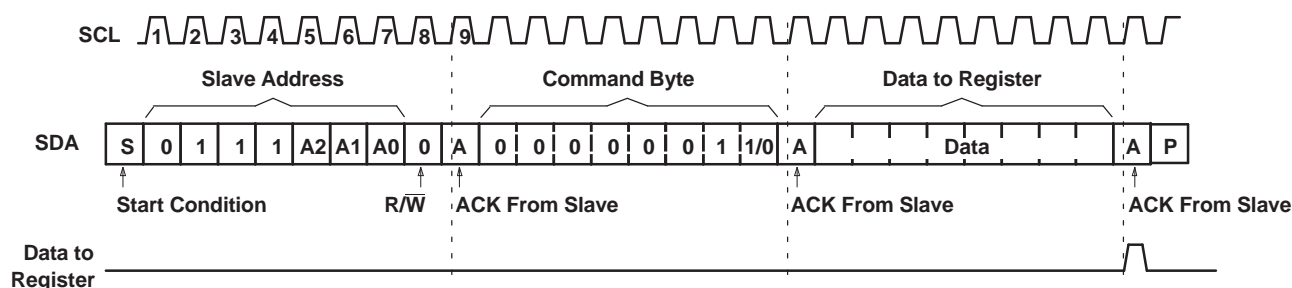 SCL 1 2 3 4 5 6 7 8 9
Slave Address Command Byte Data to Register
SDA S 0 1 1 1 A2 A1 A0 0 A 0 0 0 0 0 0 1 1/0 A Data A P
Start Condition R/W̅ ACK From Slave ACK From Slave ACK From Slave
Data to
Register